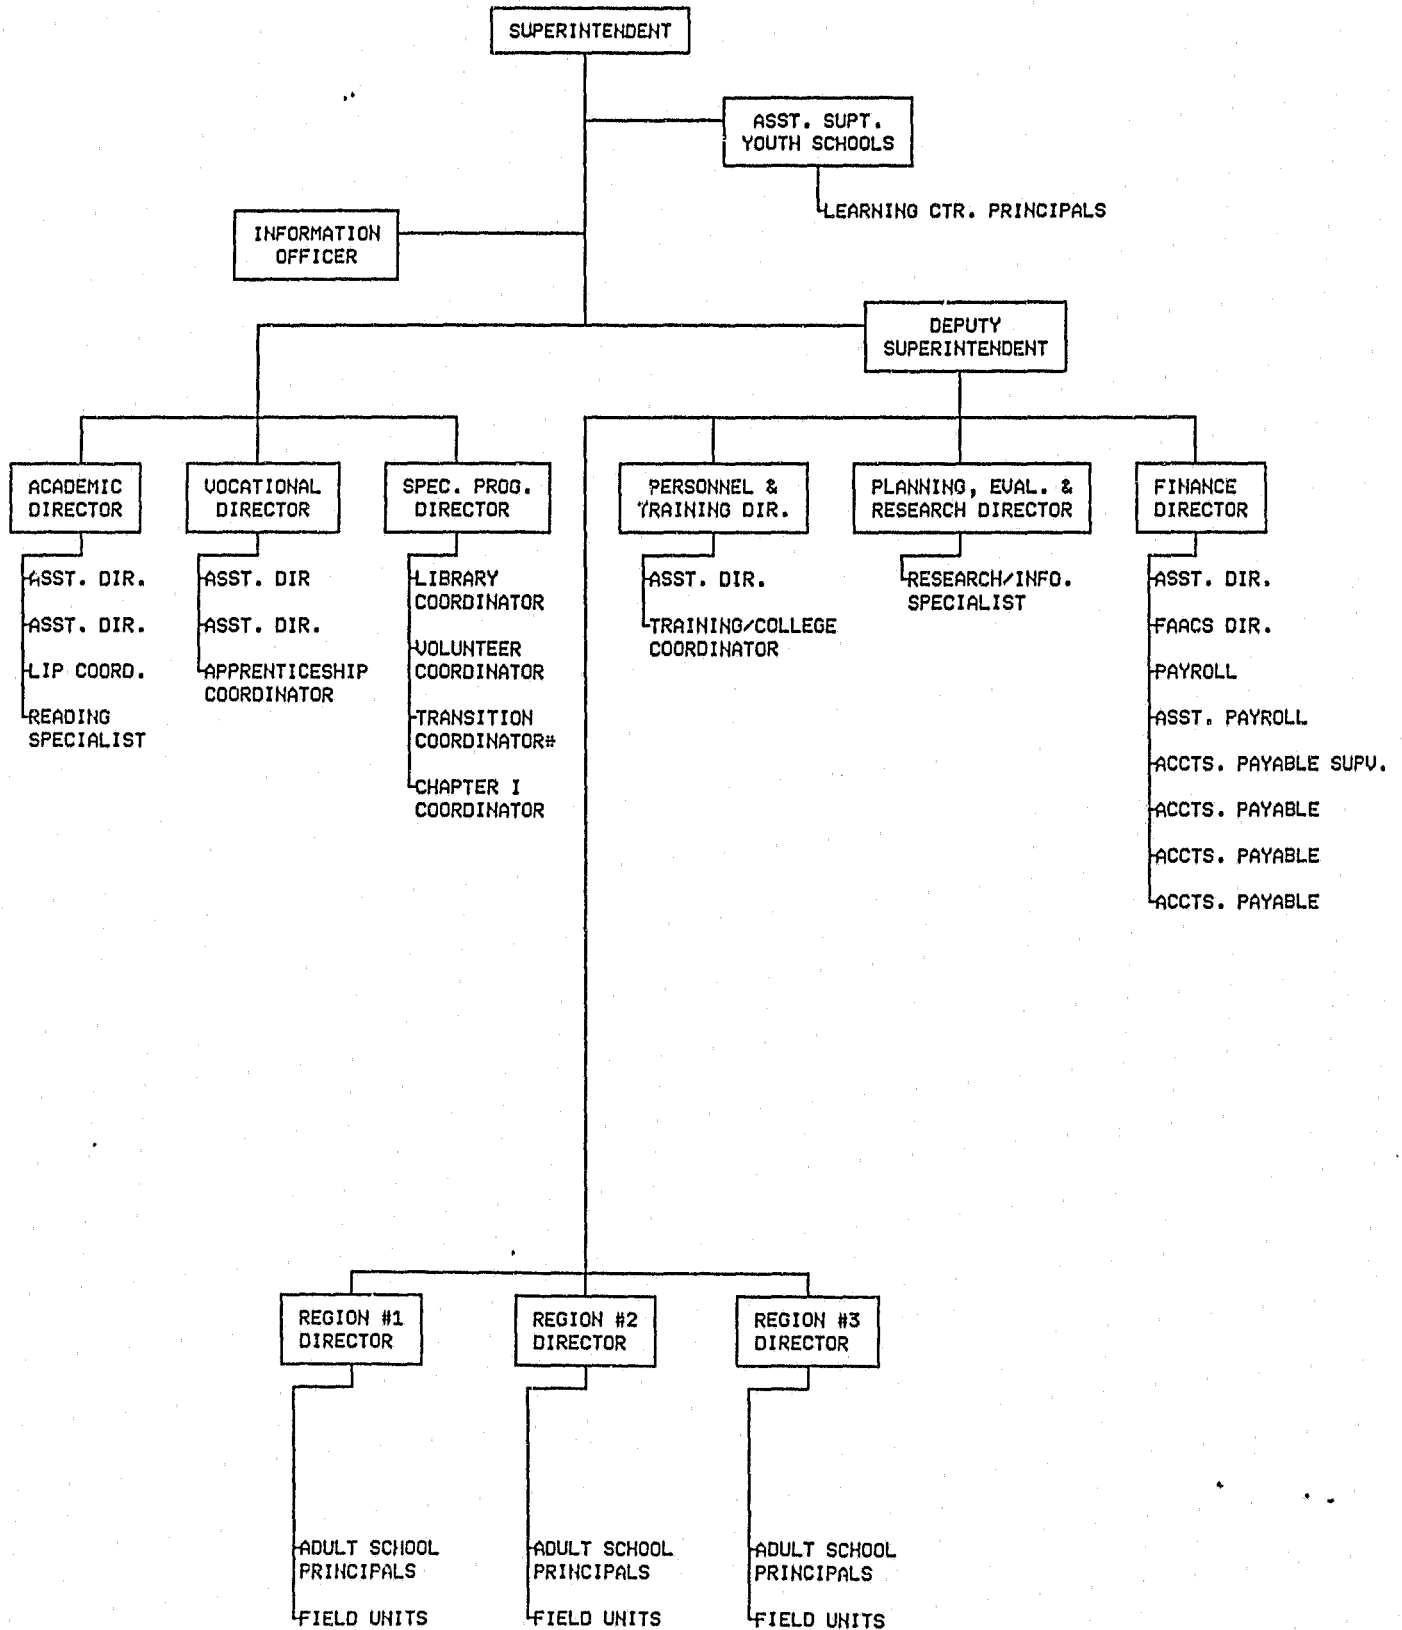 SUPERINTENDENT
ASST. SUPT.
YOUTH SCHOOLS
LEARNING CTR. PRINCIPALS
INFORMATION
OFFICER
DEPUTY
SUPERINTENDENT
ACADEMIC
DIRECTOR
ASST. DIR.
ASST. DIR.
LIP COORD.
READING
SPECIALIST
VOCATIONAL
DIRECTOR
ASST. DIR
ASST. DIR.
APPRENTICESHIP
COORDINATOR
SPEC. PROG.
DIRECTOR
LIBRARY
COORDINATOR
VOLUNTEER
COORDINATOR
TRANSITION
COORDINATOR#
CHAPTER I
COORDINATOR
PERSONNEL &
TRAINING DIR.
ASST. DIR.
TRAINING/COLLEGE
COORDINATOR
PLANNING, EVAL. &
RESEARCH DIRECTOR
RESEARCH/INFO.
SPECIALIST
FINANCE
DIRECTOR
ASST. DIR.
FAACS DIR.
PAYROLL
ASST. PAYROLL
ACCTS. PAYABLE SUPV.
ACCTS. PAYABLE
ACCTS. PAYABLE
ACCTS. PAYABLE
REGION #1
DIRECTOR
ADULT SCHOOL
PRINCIPALS
FIELD UNITS
REGION #2
DIRECTOR
ADULT SCHOOL
PRINCIPALS
FIELD UNITS
REGION #3
DIRECTOR
ADULT SCHOOL
PRINCIPALS
FIELD UNITS